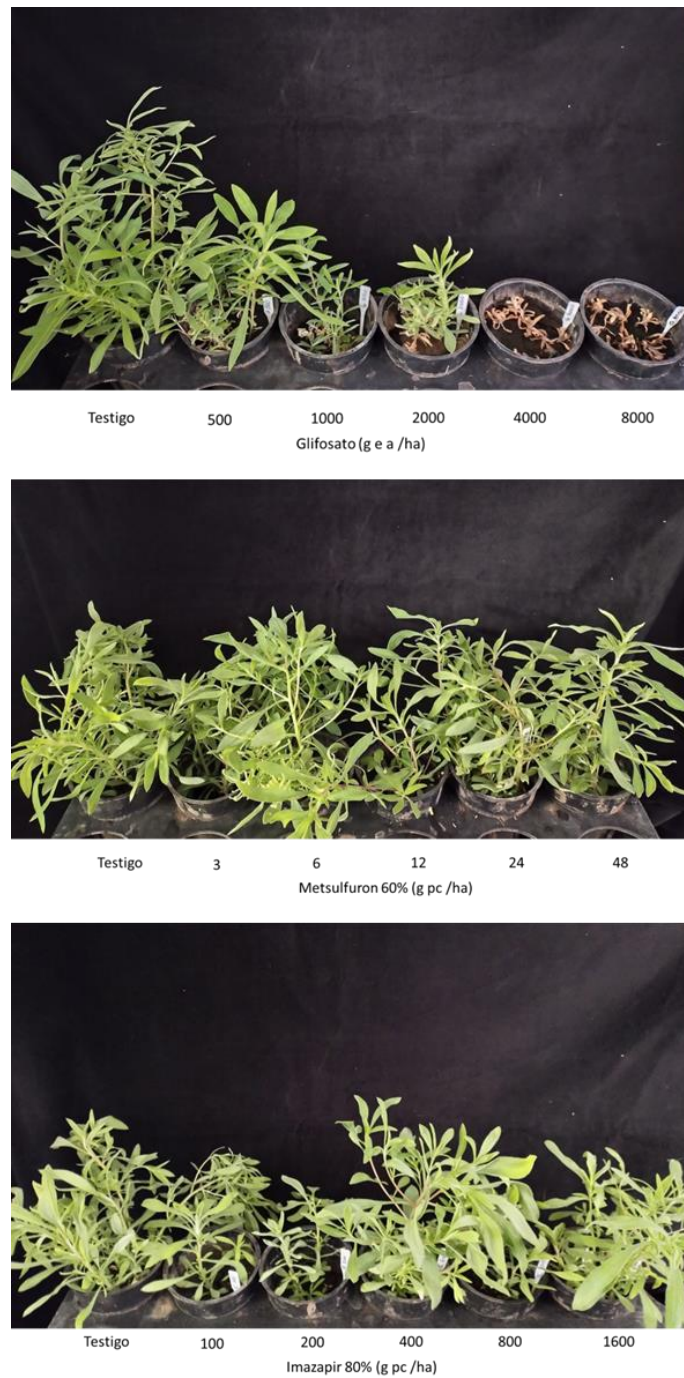 Testigo 500 1000 2000 4000 8000
Glifosato (g e a /ha)
Testigo 3 6 12 24 48
Metsulfuron 60% (g pc /ha)
Testigo 100 200 400 800 1600
Imazapir 80% (g pc /ha)